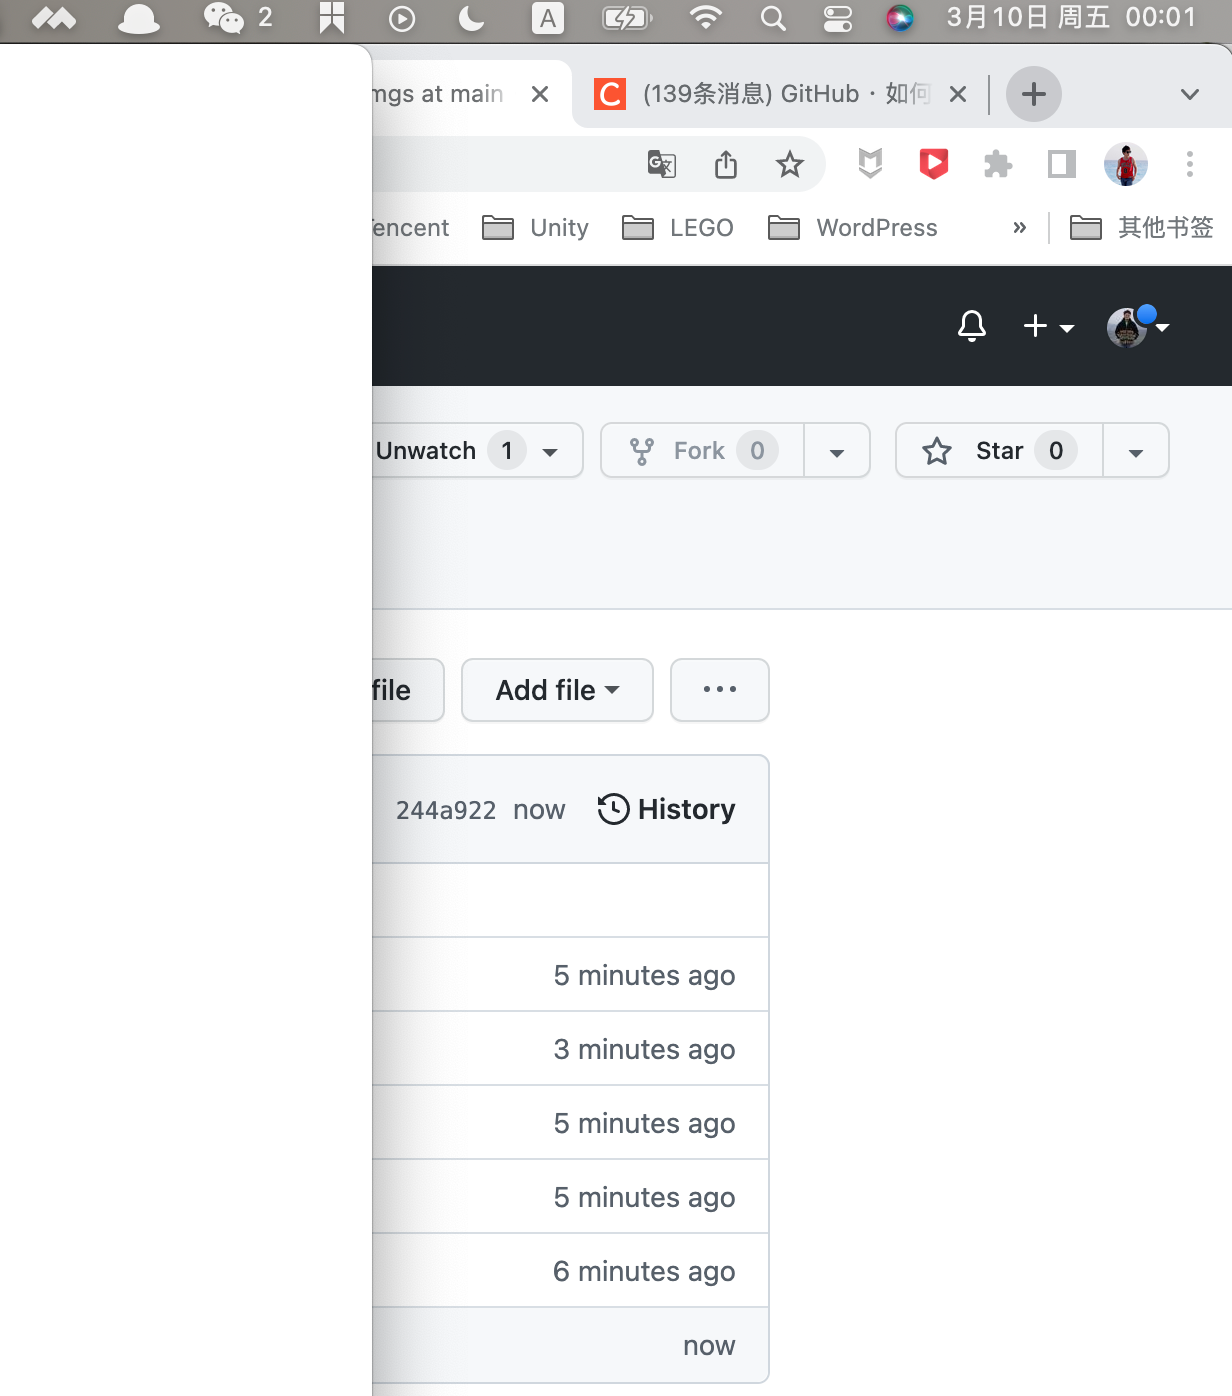 2 A 3月10日 周五 00:01
mgs at main (139条消息) GitHub · 如何
encent Unity LEGO WordPress » 其他书签
Unwatch 1 Fork 0 Star 0
file Add file ...
244a922 now History
5 minutes ago
3 minutes ago
5 minutes ago
5 minutes ago
6 minutes ago
now